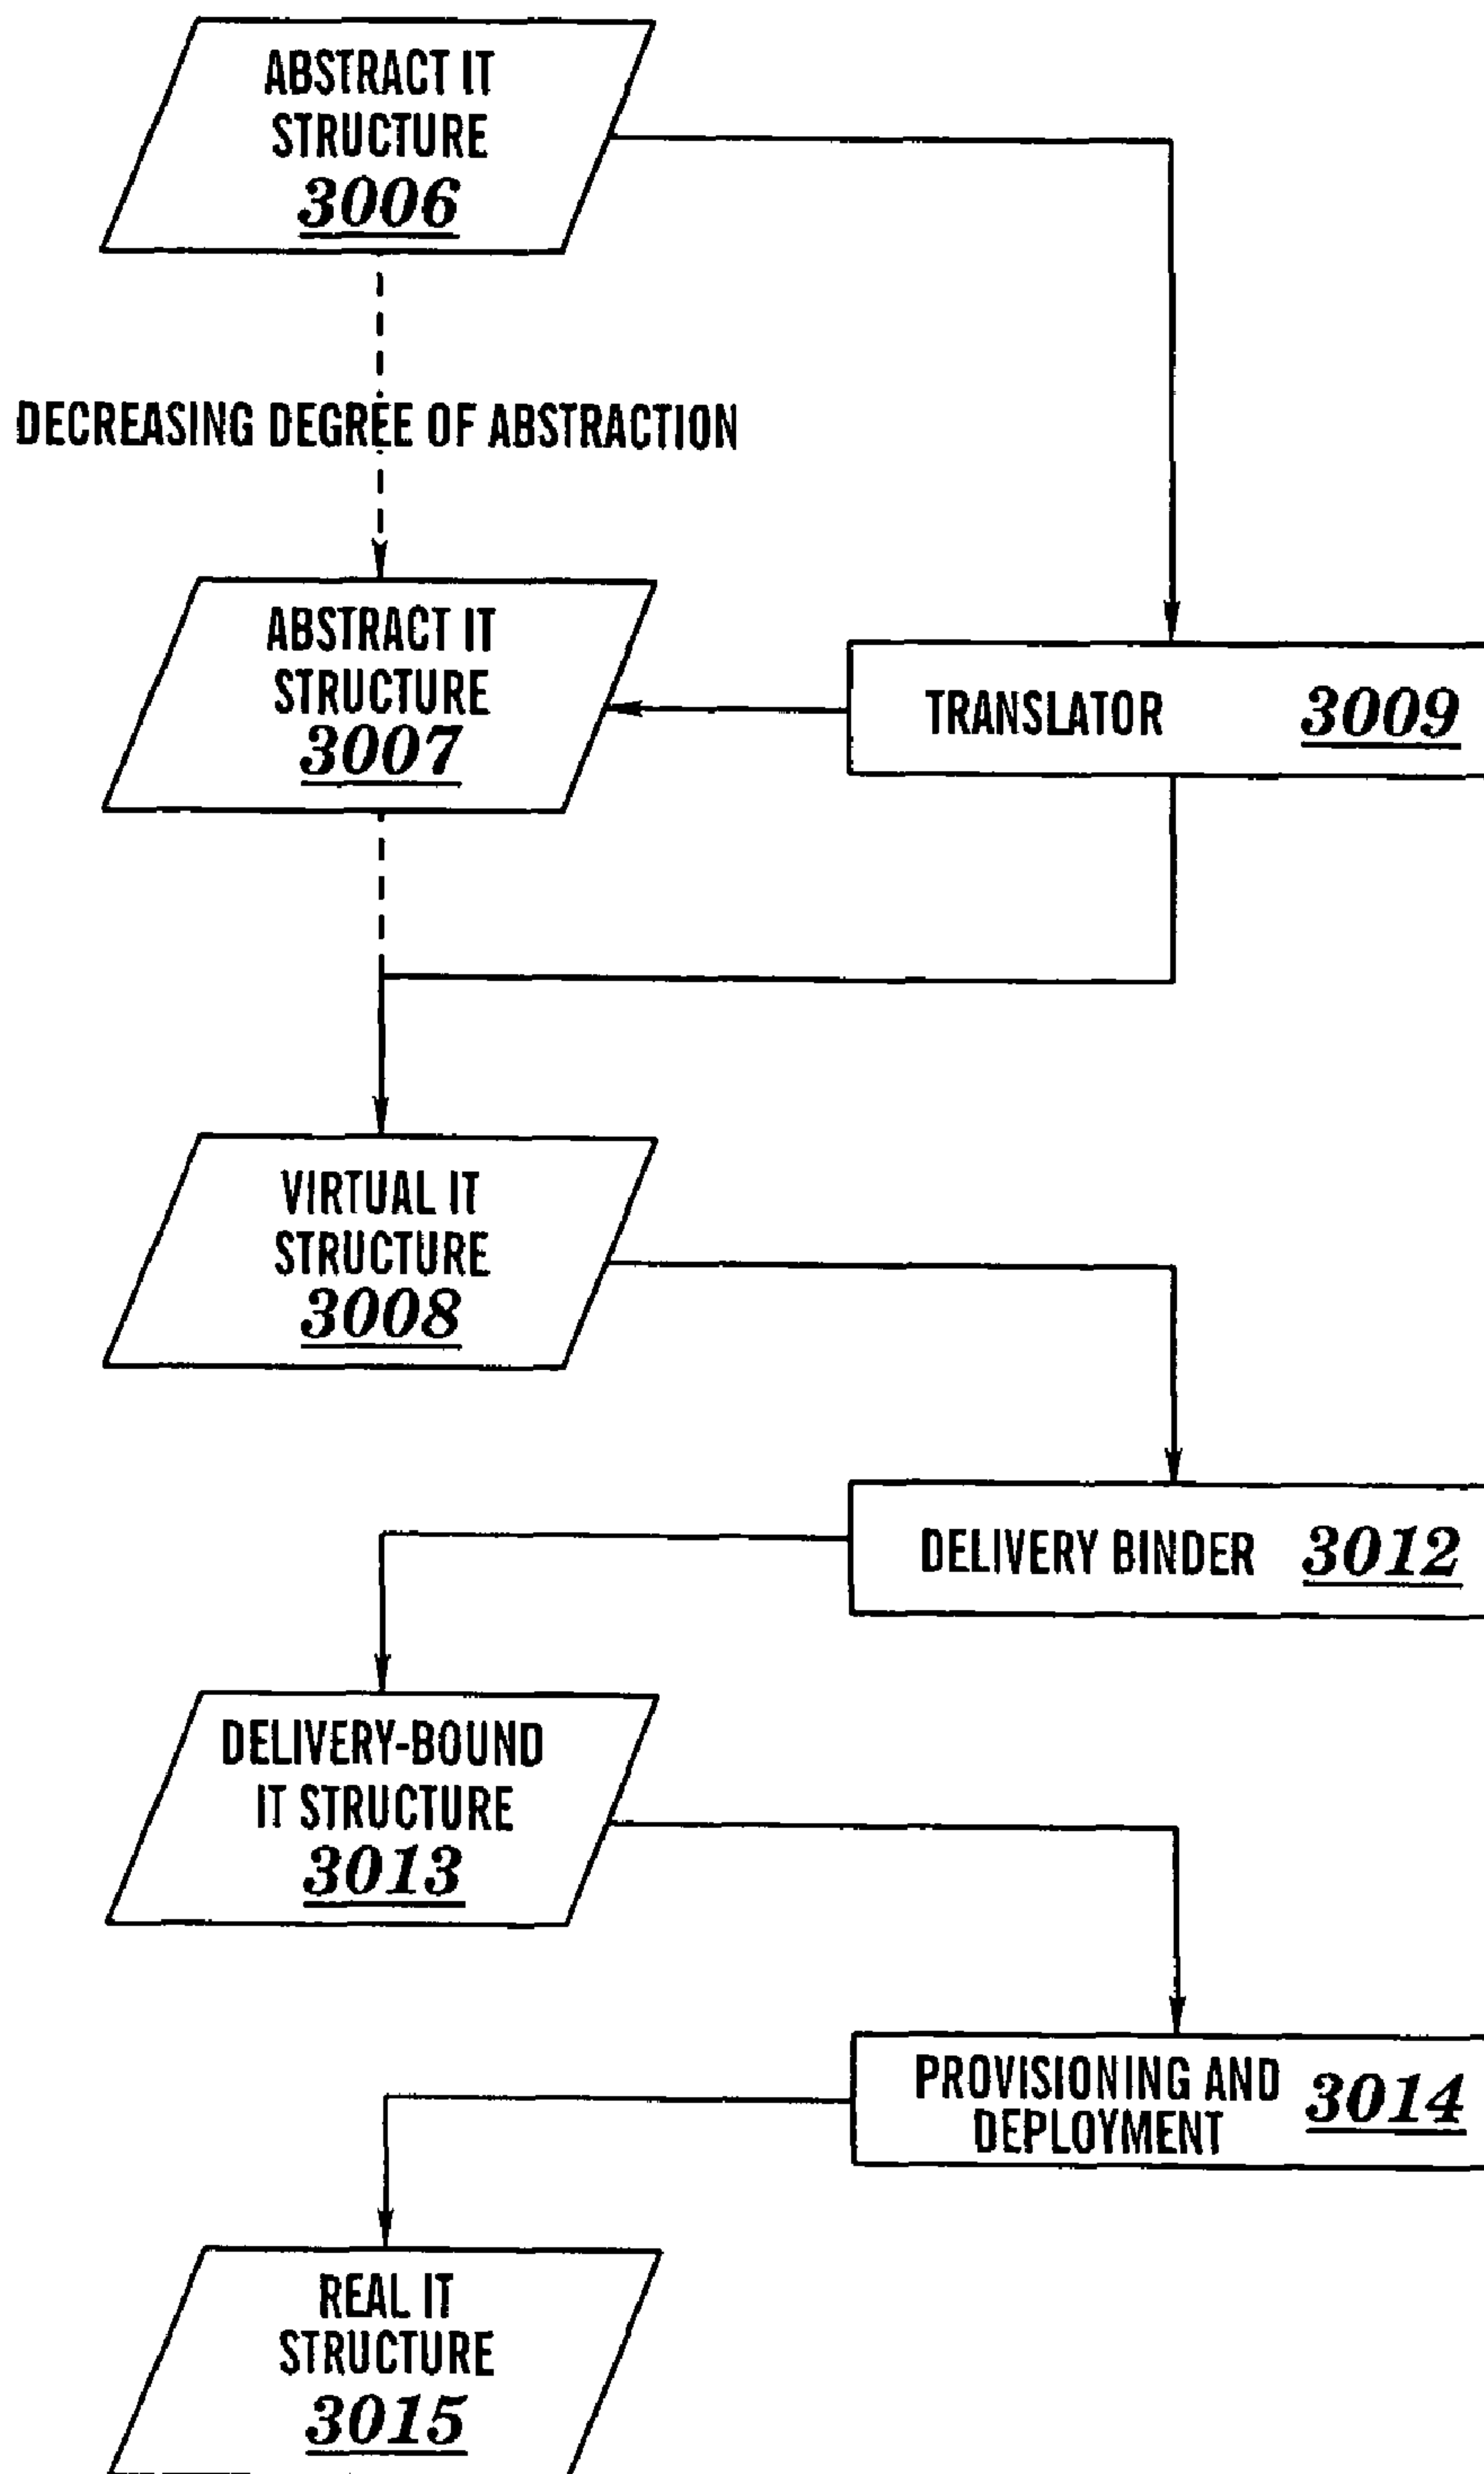 ABSTRACT IT
STRUCTURE
3006
DECREASING DEGREE OF ABSTRACTION
ABSTRACT IT
STRUCTURE
3007
TRANSLATOR 3009
VIRTUAL IT
STRUCTURE
3008
DELIVERY BINDER 3012
DELIVERY-BOUND
IT STRUCTURE
3013
PROVISIONING AND
DEPLOYMENT
3014
REAL IT
STRUCTURE
3015